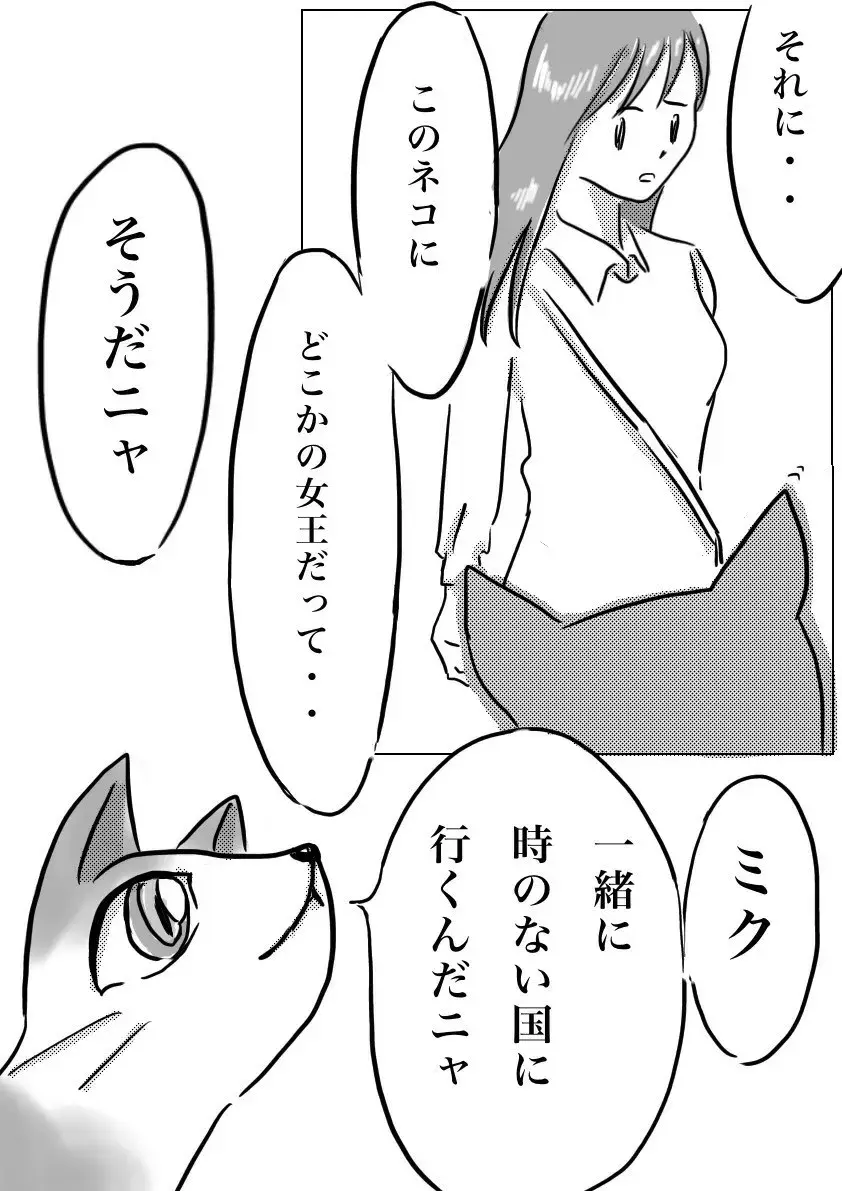 それに・・
このネコに
どこかの女王だって・・
そうだニャ
ミク
一緒に
時のない国に
行くんだニャ